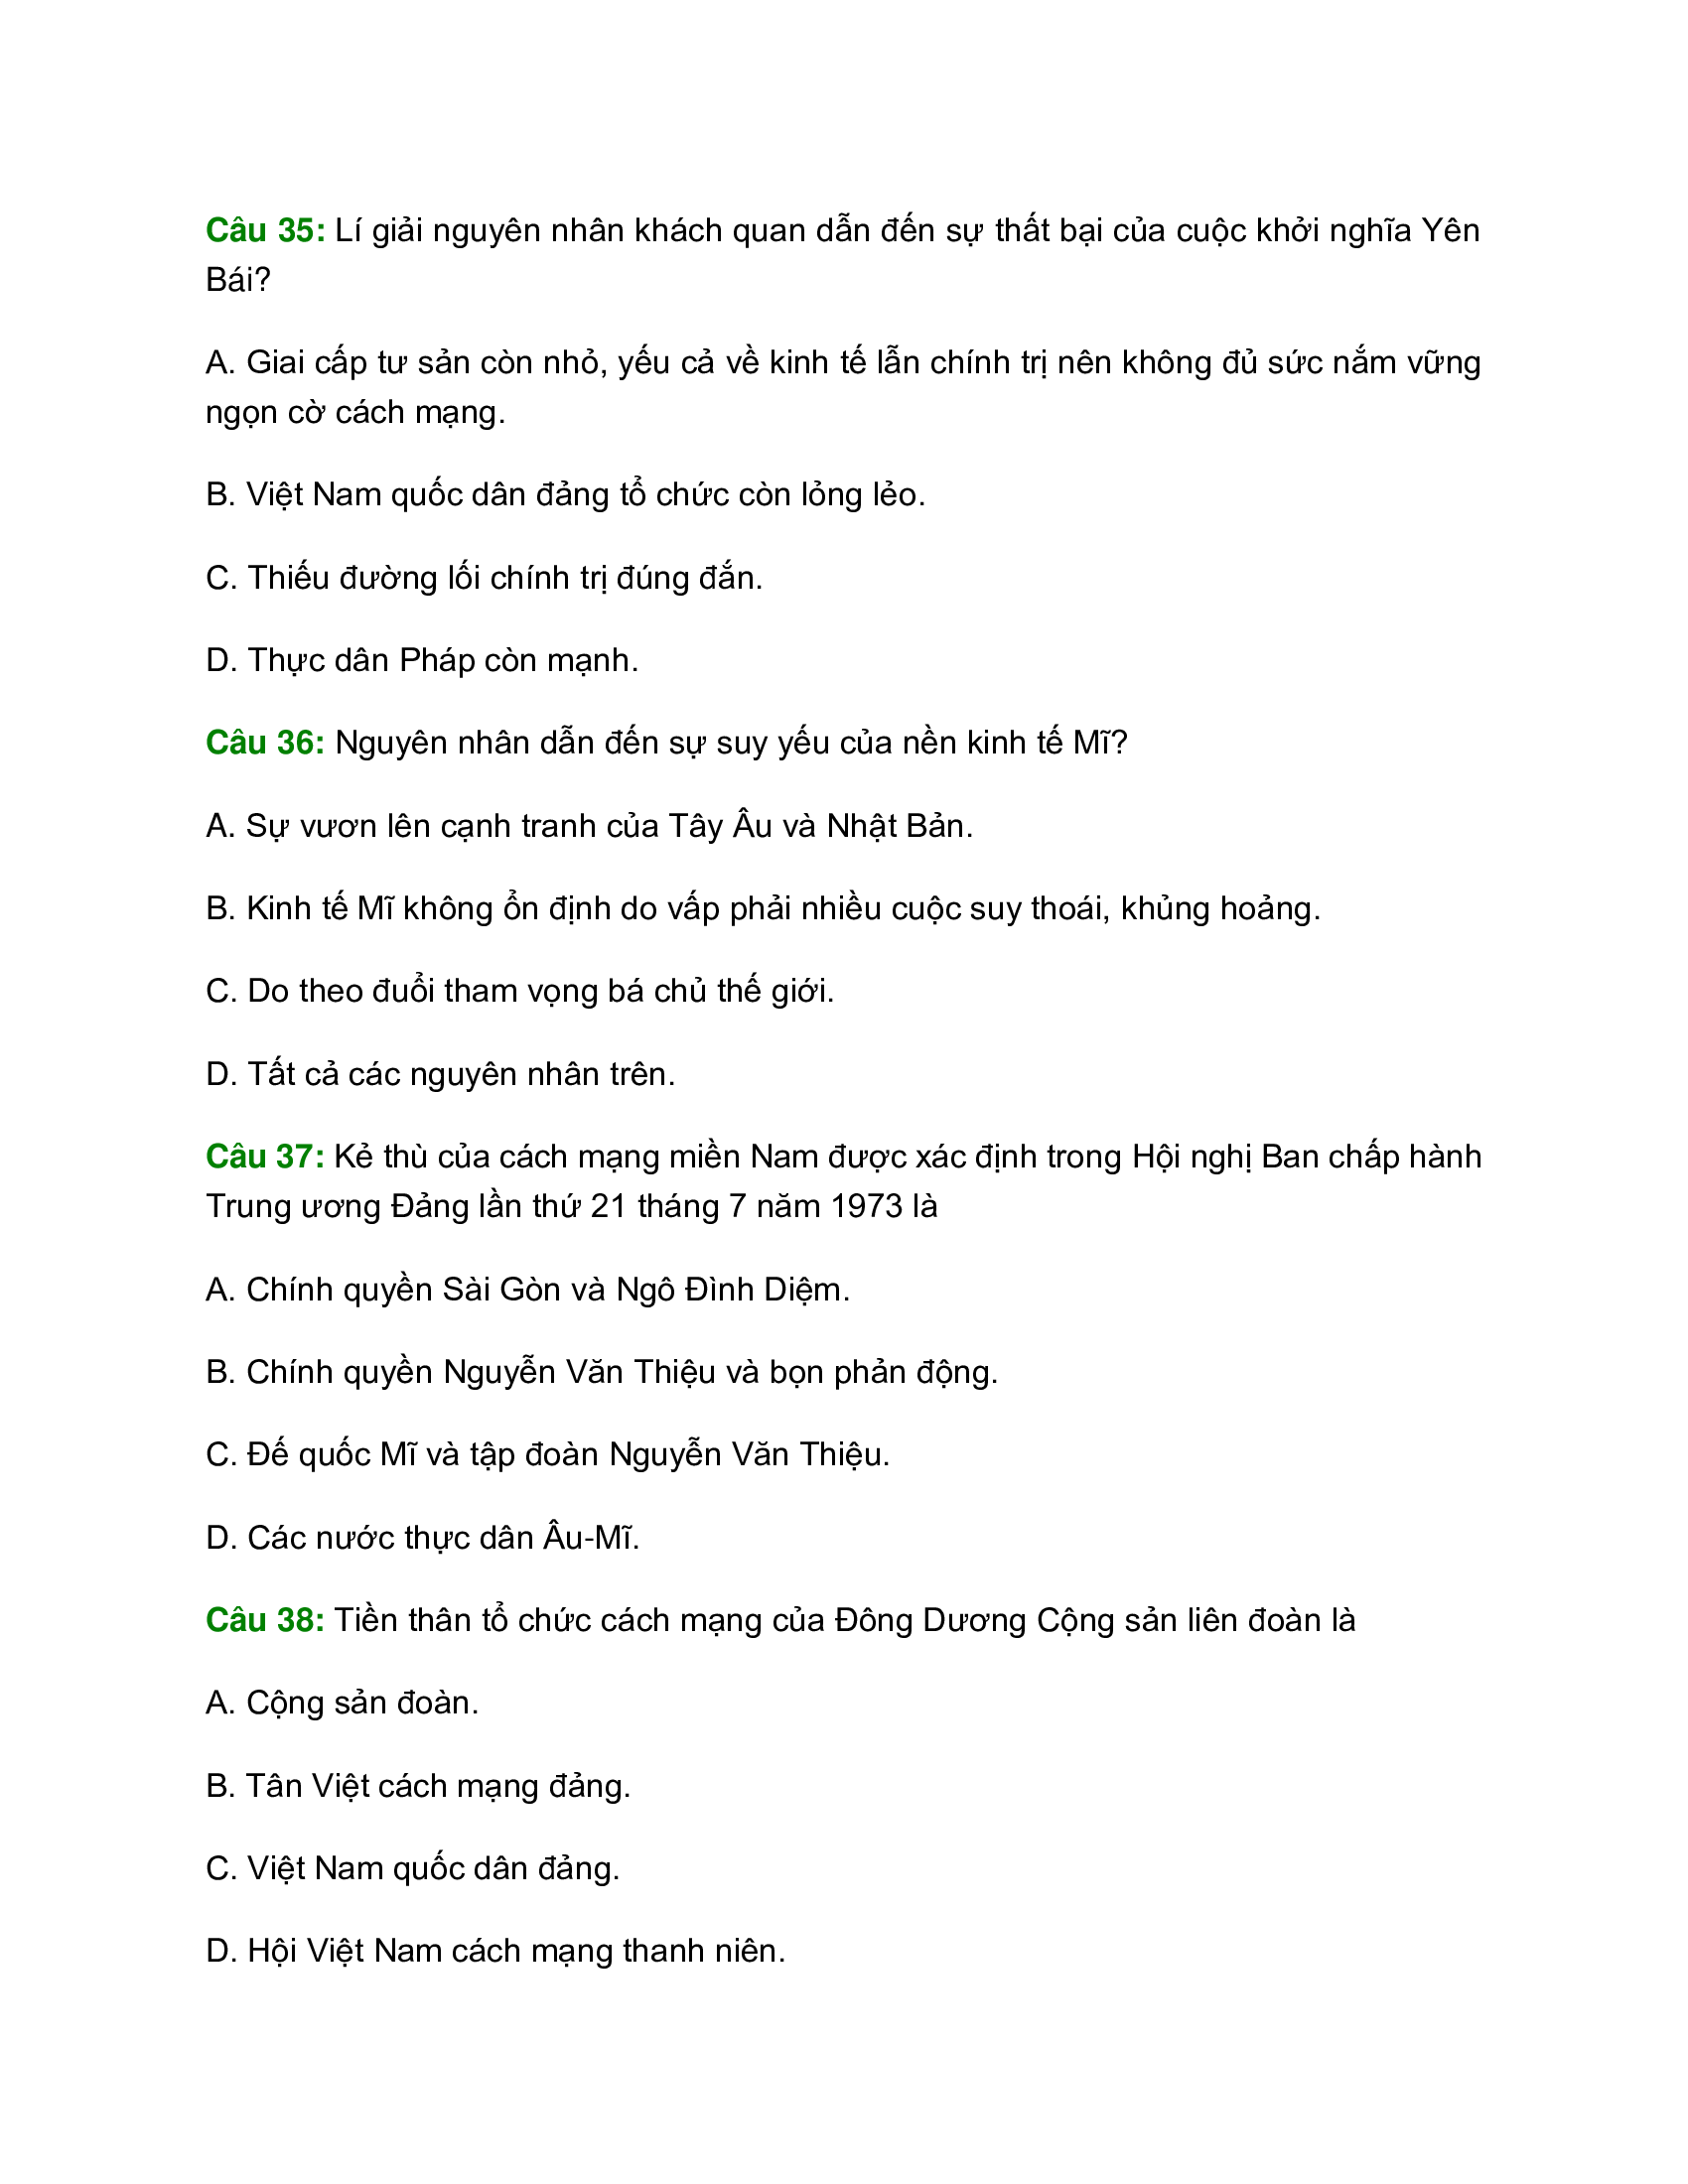 Câu 35: Lí giải nguyên nhân khách quan dẫn đến sự thất bại của cuộc khởi nghĩa Yên
Bái?
A. Giai cấp tư sản còn nhỏ, yếu cả về kinh tế lẫn chính trị nên không đủ sức nắm vững
ngọn cờ cách mạng.
B. Việt Nam quốc dân đảng tổ chức còn lỏng lẻo.
C. Thiếu đường lối chính trị đúng đắn.
D. Thực dân Pháp còn mạnh.
Câu 36: Nguyên nhân dẫn đến sự suy yếu của nền kinh tế Mĩ?
A. Sự vươn lên cạnh tranh của Tây Âu và Nhật Bản.
B. Kinh tế Mĩ không ổn định do vấp phải nhiều cuộc suy thoái, khủng hoảng.
C. Do theo đuổi tham vọng bá chủ thế giới.
D. Tất cả các nguyên nhân trên.
Câu 37: Kẻ thù của cách mạng miền Nam được xác định trong Hội nghị Ban chấp hành
Trung ương Đảng lần thứ 21 tháng 7 năm 1973 là
A. Chính quyền Sài Gòn và Ngô Đình Diệm.
B. Chính quyền Nguyễn Văn Thiệu và bọn phản động.
C. Đế quốc Mĩ và tập đoàn Nguyễn Văn Thiệu.
D. Các nước thực dân Âu-Mĩ.
Câu 38: Tiền thân tổ chức cách mạng của Đông Dương Cộng sản liên đoàn là
A. Cộng sản đoàn.
B. Tân Việt cách mạng đảng.
C. Việt Nam quốc dân đảng.
D. Hội Việt Nam cách mạng thanh niên.